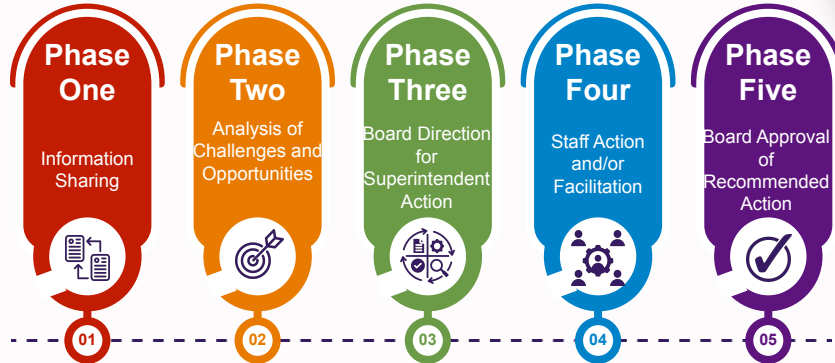 Phase
One
Information
Sharing
01
Phase
Two
Analysis of
Challenges and
Opportunities
02
Phase
Three
Board Direction
for
Superintendent
Action
03
Phase
Four
Staff Action
and/or
Facilitation
04
Phase
Five
Board Approval
of
Recommended
Action
05